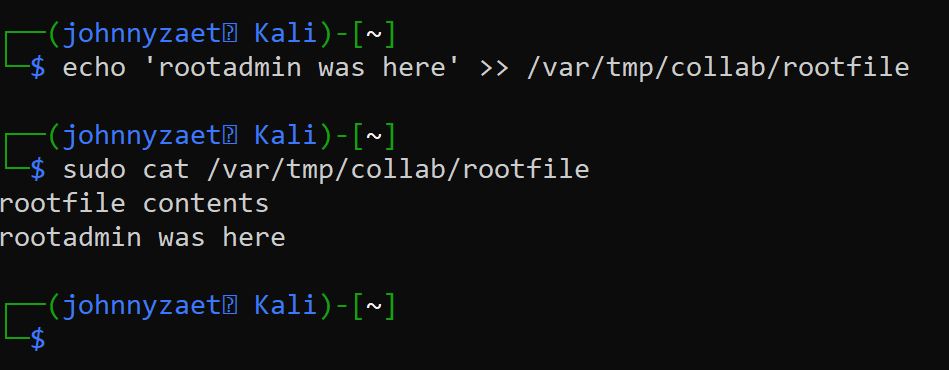 ┌──(johnnyzaet㉿ Kali)-[~]
└─$ echo 'rootadmin was here' >> /var/tmp/collab/rootfile
┌──(johnnyzaet㉿ Kali)-[~]
└─$ sudo cat /var/tmp/collab/rootfile
rootfile contents
rootadmin was here
┌──(johnnyzaet㉿ Kali)-[~]
└─$